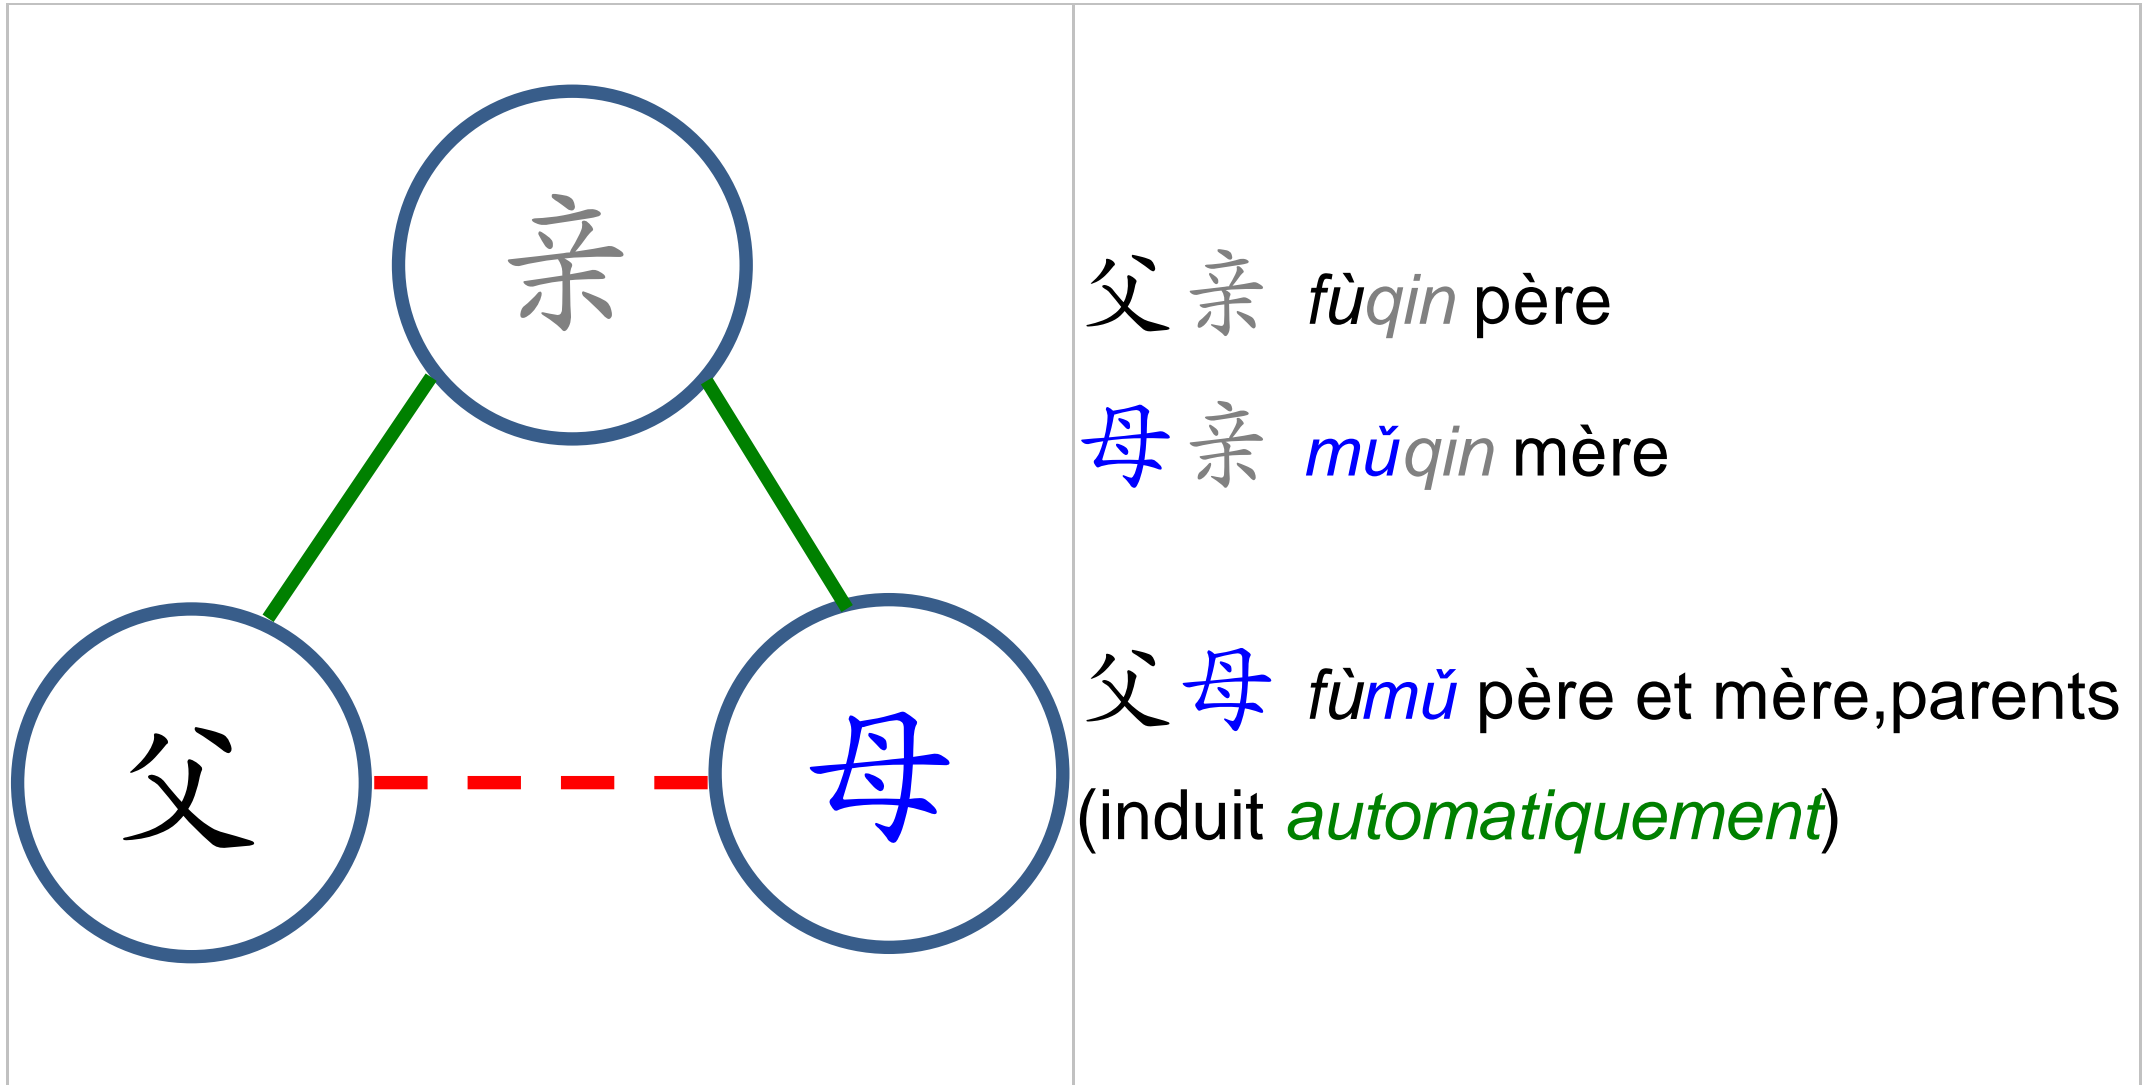 亲
父
母
父亲 fùqin père
母亲 mǔqin mère
父母 fùmǔ père et mère,parents
(induit automatiquement)